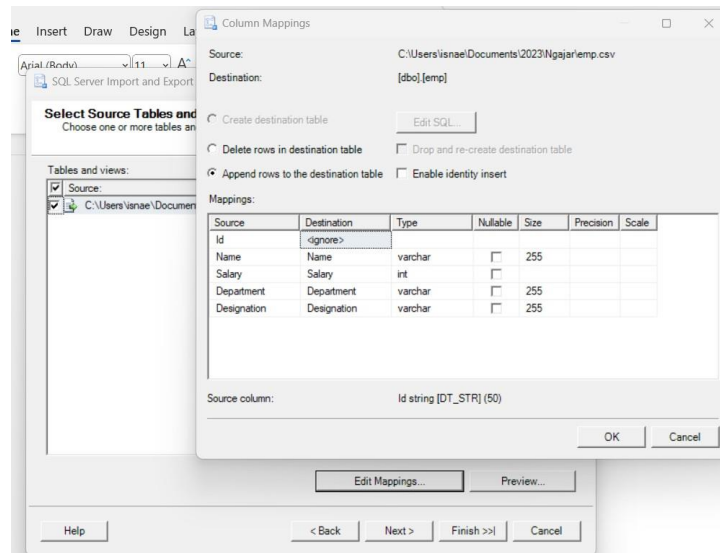 Insert Draw Design La
Arial (Body) 11 A^
SQL Server Import and Export
Select Source Tables and
Choose one or more tables an
Tables and views:
Source:
C:\Users\isnae\Documen
Edit Mappings... Preview...
Help < Back Next > Finish >>| Cancel
Column Mappings
Source: C:\Users\isnae\Documents\2023\Ngajar\emp.csv
Destination: [dbo].[emp]
Create destination table Edit SQL...
Delete rows in destination table Drop and re-create destination table
Append rows to the destination table Enable identity insert
Mappings:
Source Destination Type Nullable Size Precision Scale
Id <ignore>
Name Name varchar 255
Salary Salary int
Department Department varchar 255
Designation Designation varchar 255
Source column: Id string [DT_STR] (50)
OK Cancel